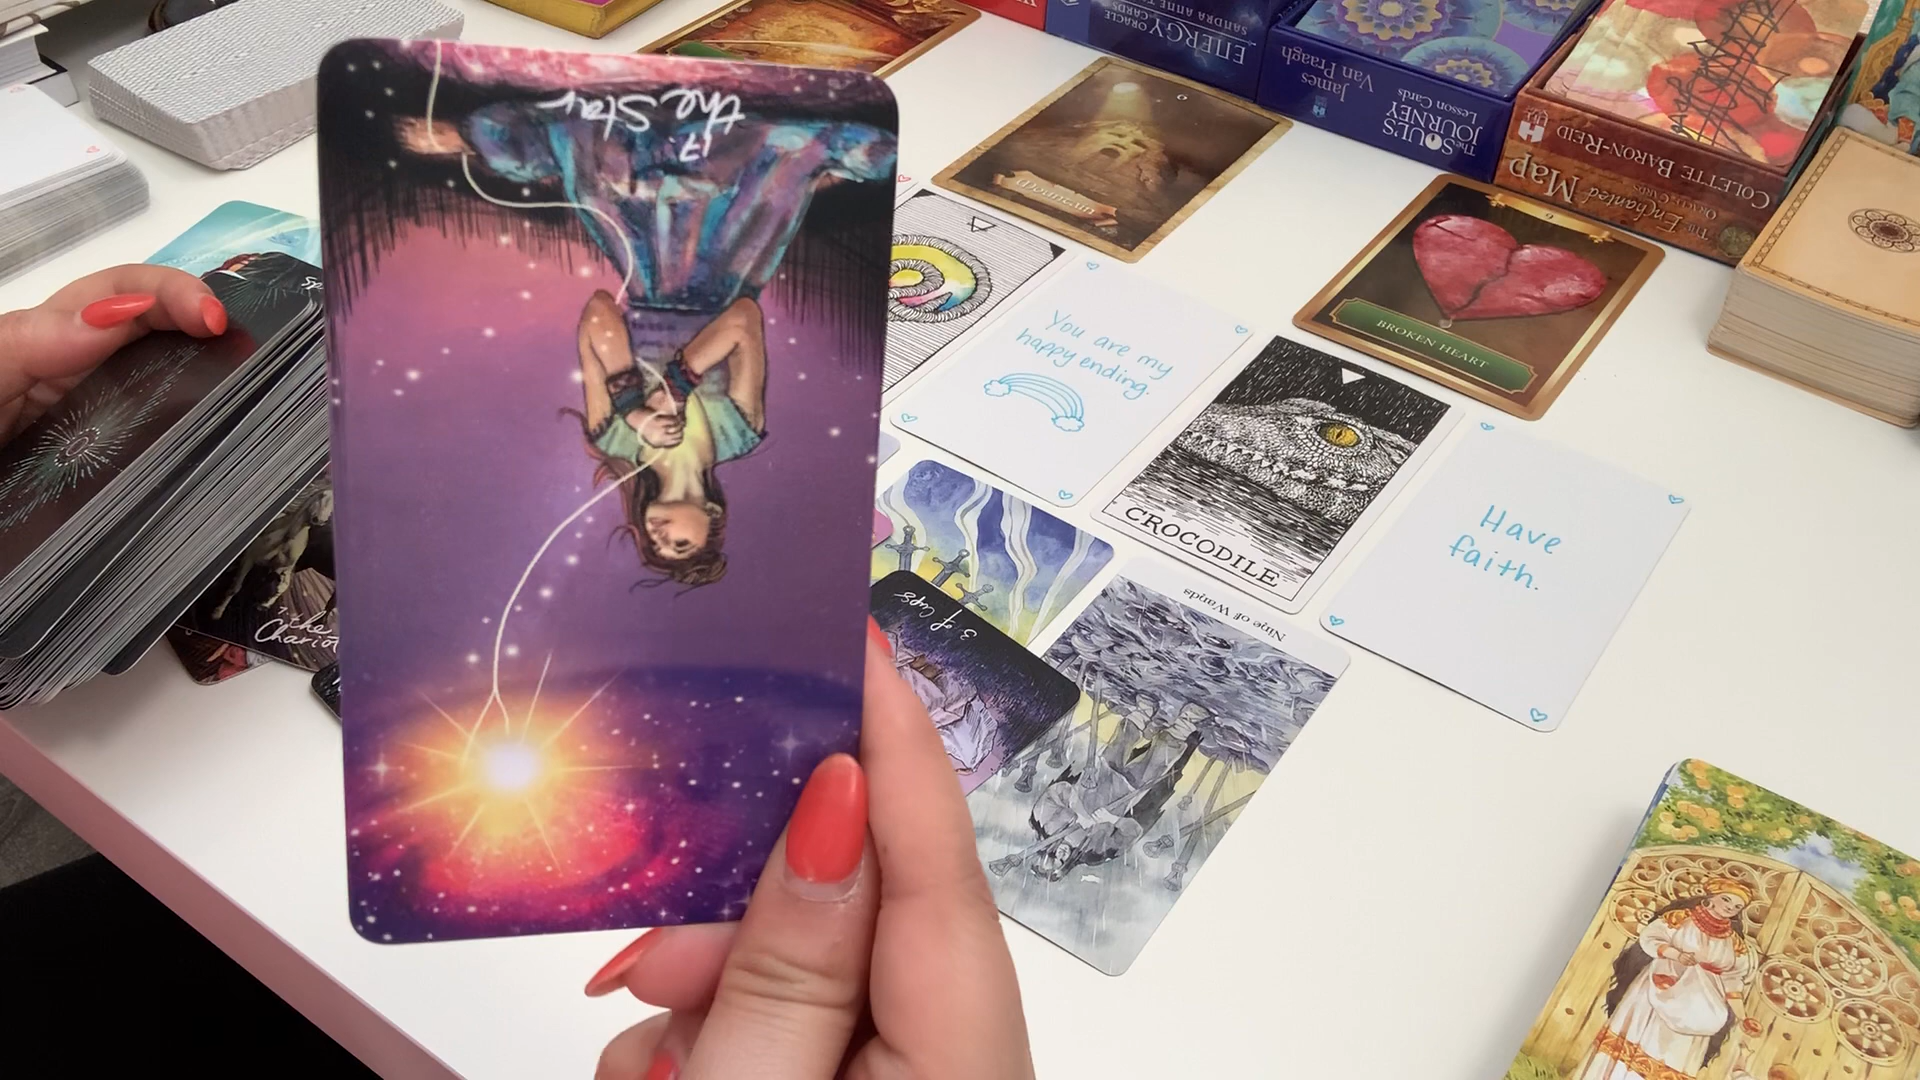 17.
the Star
ENERGY
ORACLE
CARDS
SANDRA ANNE T
James
Van Praagh
The
SOUL'S
JOURNEY
Lesson Cards
COLETTE BARON-REID
THE
Enchanted Map
ORACLE CARDS
BROKEN HEART
You are my
happy ending.
CROCODILE
Have
faith.
Nine of Wands
3 of Cups
7. the
Chariot